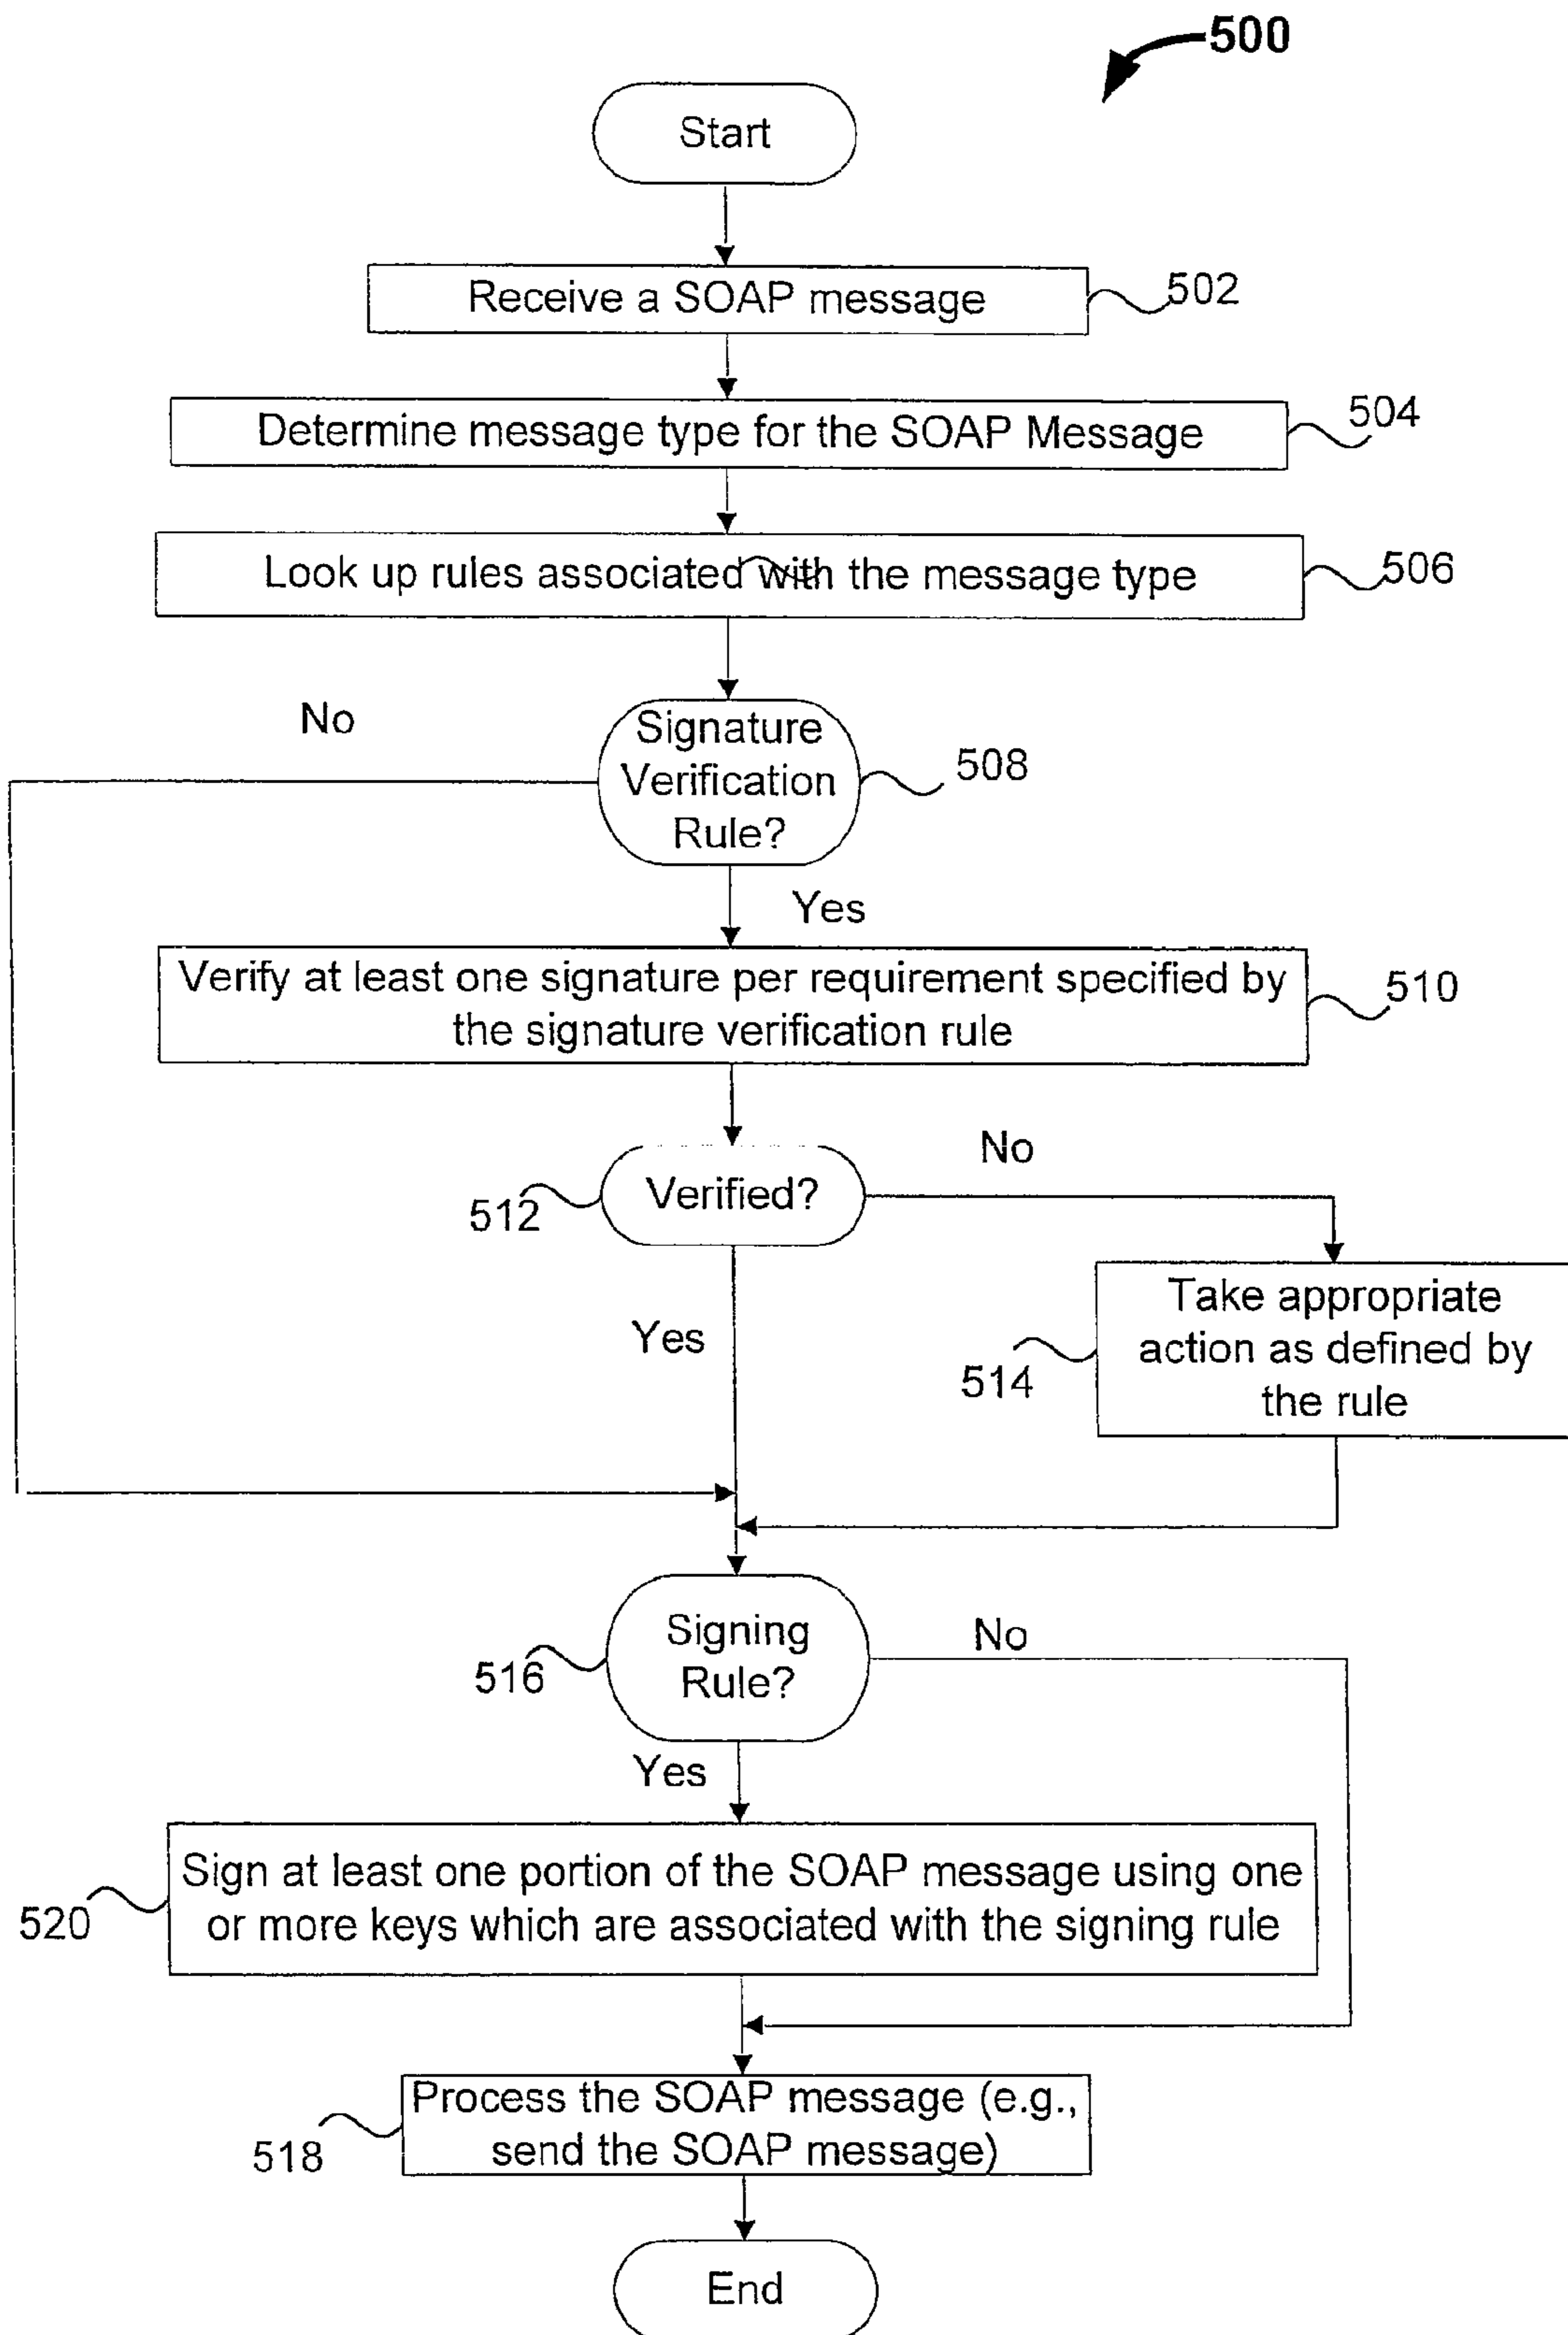 500
Start
Receive a SOAP message
502
Determine message type for the SOAP Message
504
Look up rules associated with the message type
506
No
Signature
Verification
Rule?
508
Yes
Verify at least one signature per requirement specified by
the signature verification rule
510
No
Verified?
512
Take appropriate
action as defined by
the rule
514
Yes
Signing
Rule?
No
516
Yes
Sign at least one portion of the SOAP message using one
or more keys which are associated with the signing rule
520
Process the SOAP message (e.g.,
send the SOAP message)
518
End